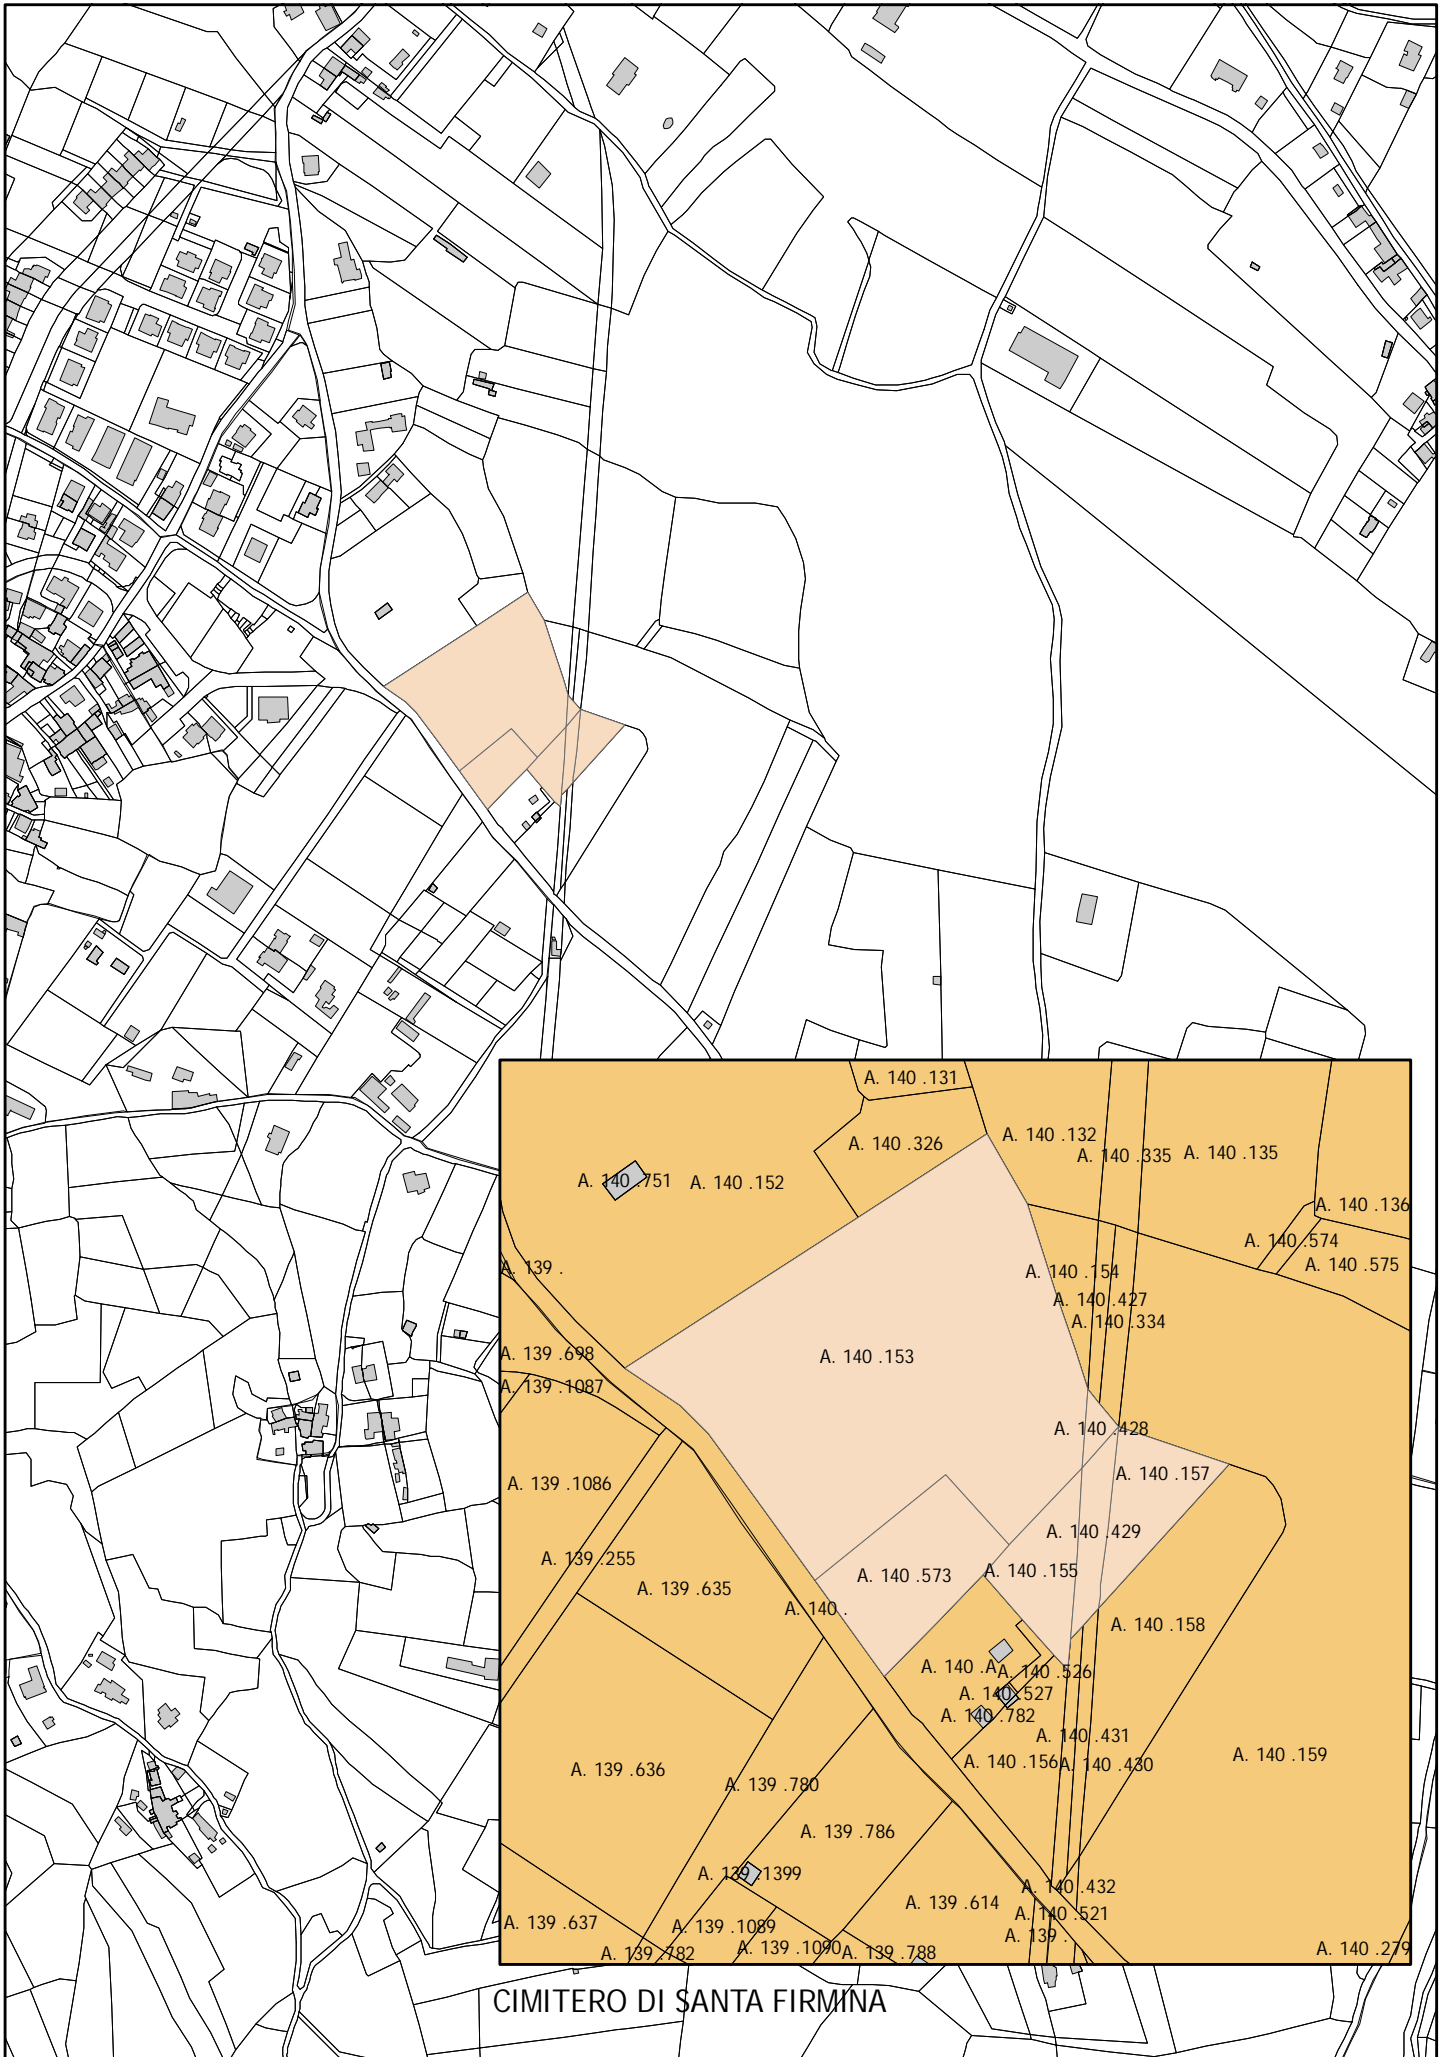 A. 140 .131
A. 140 .132
A. 140 .326
A. 140 .335
A. 140 .135
A. 140 .751
A. 140 .152
A. 140 .136
A. 140 .574
A. 140 .575
A. 139 .
A. 140 .154
A. 140 .427
A. 140 .334
A. 139 .698
A. 140 .153
A. 139 .1087
A. 140 .428
A. 140 .157
A. 139 .1086
A. 140 .429
A. 139 .255
A. 140 .155
A. 140 .573
A. 139 .635
A. 140 .
A. 140 .158
A. 140 .A
A. 140 .526
A. 140 .527
A. 140 .782
A. 140 .431
A. 140 .159
A. 140 .156
A. 140 .430
A. 139 .636
A. 139 .780
A. 139 .786
A. 139 .1399
A. 140 .432
A. 139 .614
A. 140 .521
A. 139 .637
A. 139 .1089
A. 139 .
A. 139 .782
A. 139 .1090
A. 139 .788
A. 140 .279
CIMITERO DI SANTA FIRMINA